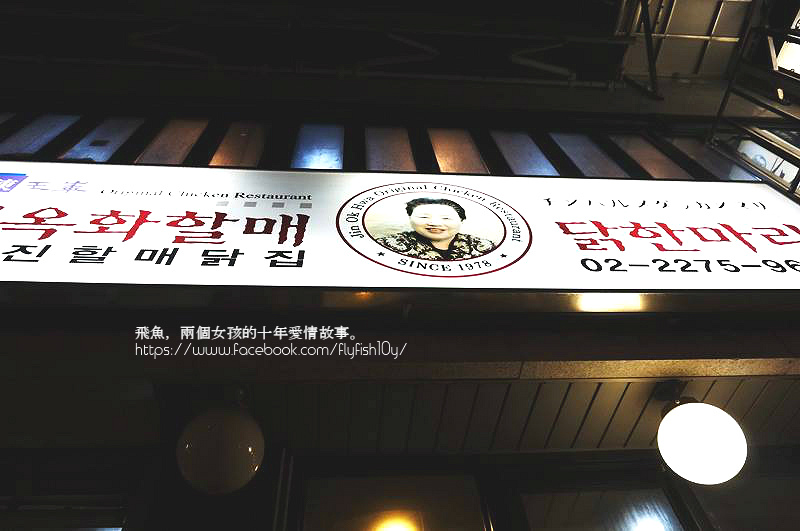 玉家 Original Chicken Restaurant
옥화할매
진할매닭집
Jin Ok Hwa Original Chicken Restaurant
SINCE 1978
닭한마리
02-2275-96
飛魚，兩個女孩的十年愛情故事。
https://www.facebook.com/flyfish10y/